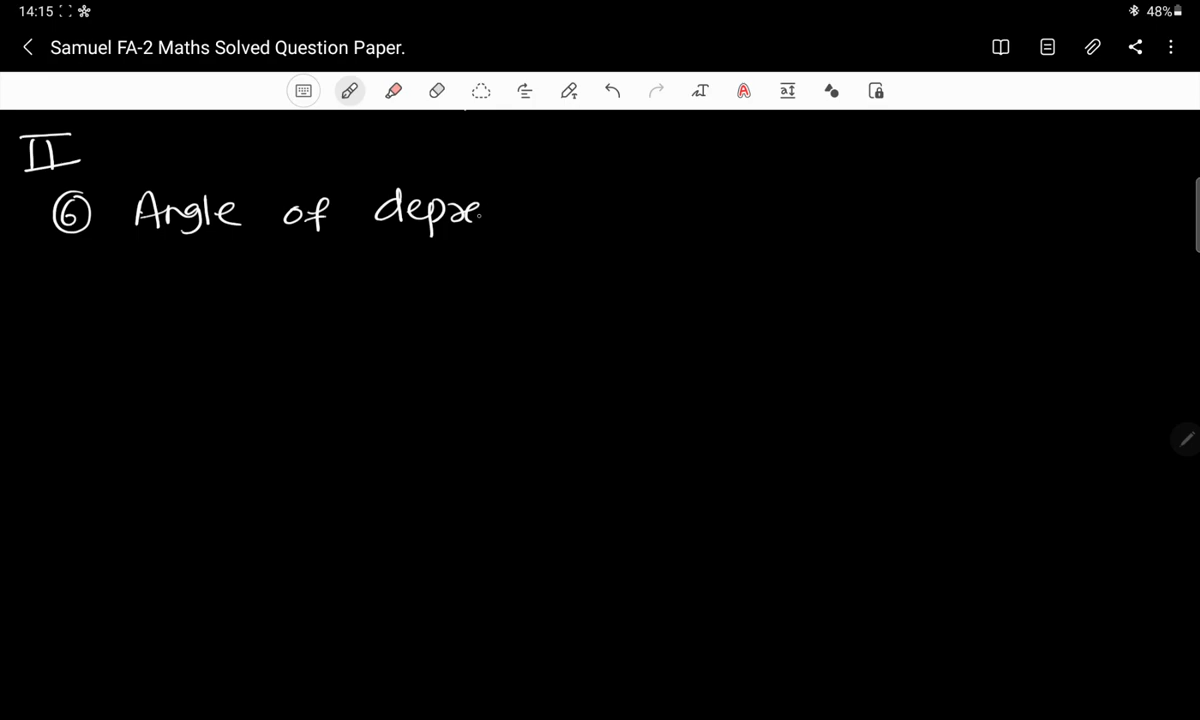 14:15 48%
Samuel FA-2 Maths Solved Question Paper.
II
6 Angle of depre